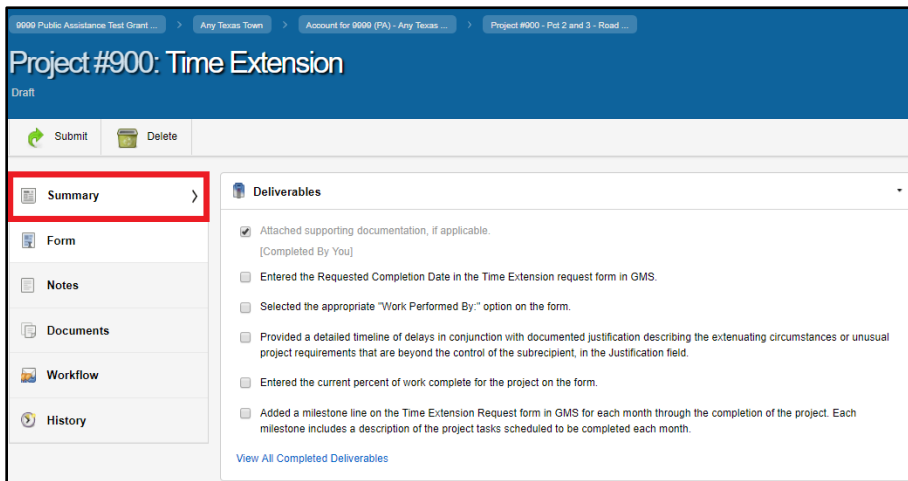 9999 Public Assistance Test Grant ... > Any Texas Town > Account for 9999 (PA) - Any Texas ... > Project #900 - Pct 2 and 3 - Road ...
Project #900: Time Extension
Draft
Submit Delete
Summary
Form
Notes
Documents
Workflow
History
Deliverables
Attached supporting documentation, if applicable.
[Completed By You]
Entered the Requested Completion Date in the Time Extension request form in GMS.
Selected the appropriate "Work Performed By:" option on the form.
Provided a detailed timeline of delays in conjunction with documented justification describing the extenuating circumstances or unusual
project requirements that are beyond the control of the subrecipient, in the Justification field.
Entered the current percent of work complete for the project on the form.
Added a milestone line on the Time Extension Request form in GMS for each month through the completion of the project. Each
milestone includes a description of the project tasks scheduled to be completed each month.
View All Completed Deliverables